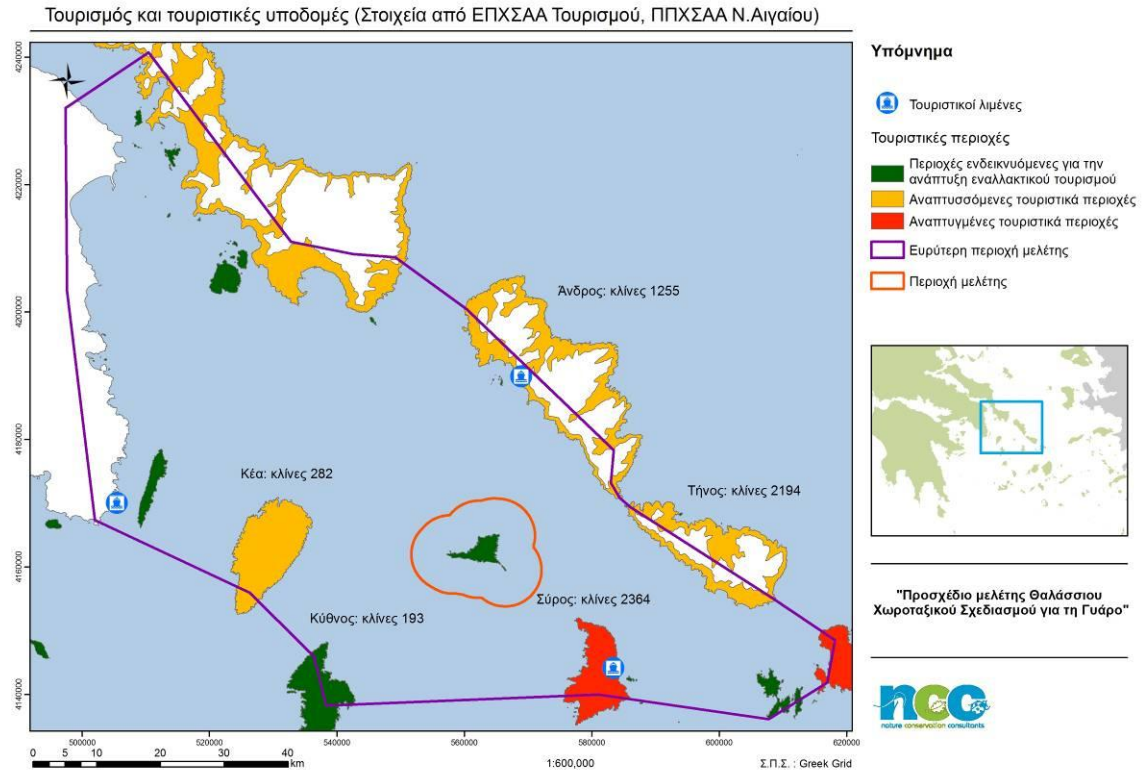 Τουρισμός και τουριστικές υποδομές (Στοιχεία από ΕΠΧΣΑΑ Τουρισμού, ΠΠΧΣΑΑ Ν.Αιγαίου)
4240000
4220000
4200000
4180000
4160000
4140000
Άνδρος: κλίνες 1255
Κέα: κλίνες 282
Τήνος: κλίνες 2194
Σύρος: κλίνες 2364
Κύθνος: κλίνες 193
500000
520000
540000
560000
580000
600000
620000
0 5 10 20 30 40
km
1:600,000
Σ.Π.Σ. : Greek Grid
Υπόμνημα
Τουριστικοί λιμένες
Τουριστικές περιοχές
Περιοχές ενδεικνυόμενες για την
ανάπτυξη εναλλακτικού τουρισμού
Αναπτυσσόμενες τουριστικά περιοχές
Αναπτυγμένες τουριστικά περιοχές
Ευρύτερη περιοχή μελέτης
Περιοχή μελέτης
"Προσχέδιο μελέτης Θαλάσσιου
Χωροταξικού Σχεδιασμού για τη Γυάρο"
ncc
nature conservation consultants